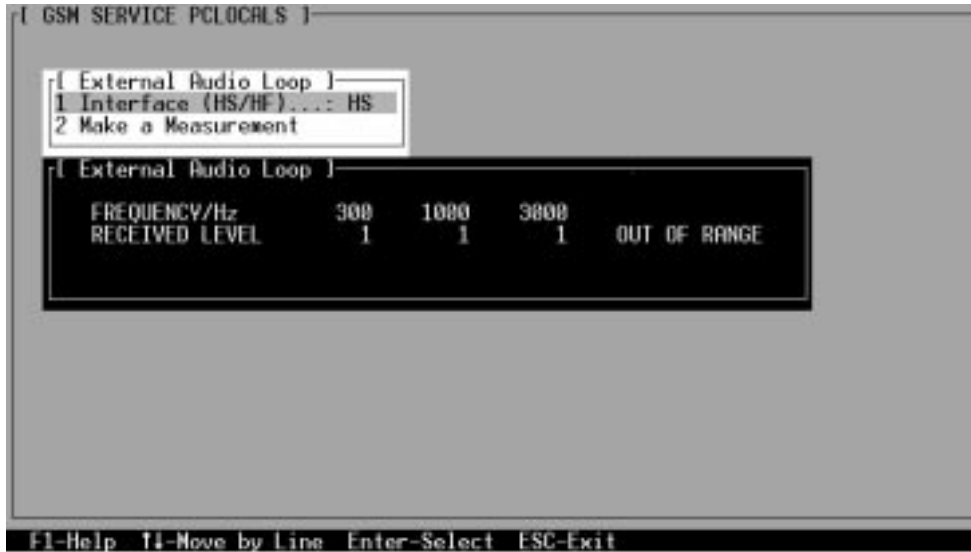 [ GSM SERVICE PCLOCALS ]
[ External Audio Loop ]
1 Interface (HS/HF)...: HS
2 Make a Measurement
[ External Audio Loop ]
FREQUENCY/Hz 300 1000 3000
RECEIVED LEVEL 1 1 1 OUT OF RANGE
F1-Help ↑↓-Move by Line Enter-Select ESC-Exit